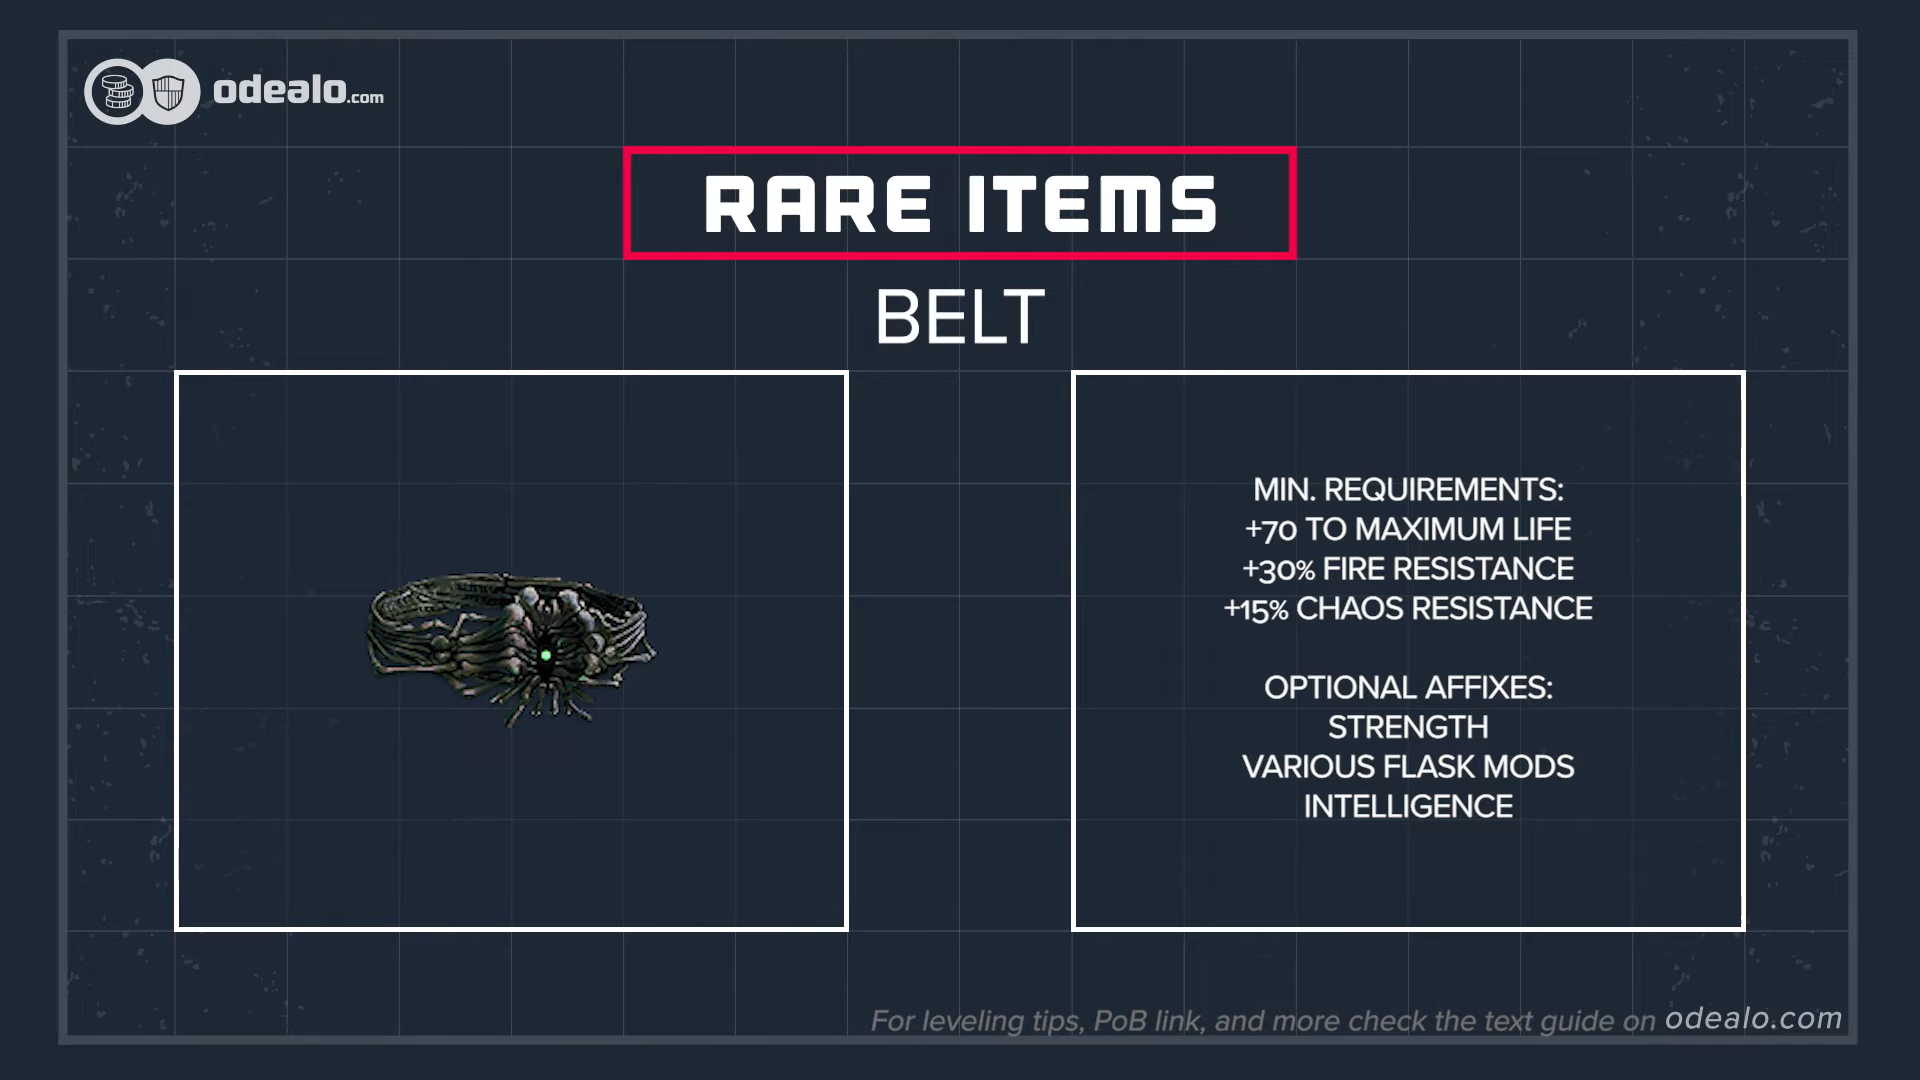 odealo.com
RARE ITEMS
BELT
MIN. REQUIREMENTS:
+70 TO MAXIMUM LIFE
+30% FIRE RESISTANCE
+15% CHAOS RESISTANCE
OPTIONAL AFFIXES:
STRENGTH
VARIOUS FLASK MODS
INTELLIGENCE
For leveling tips, PoB link, and more check the text guide on odealo.com